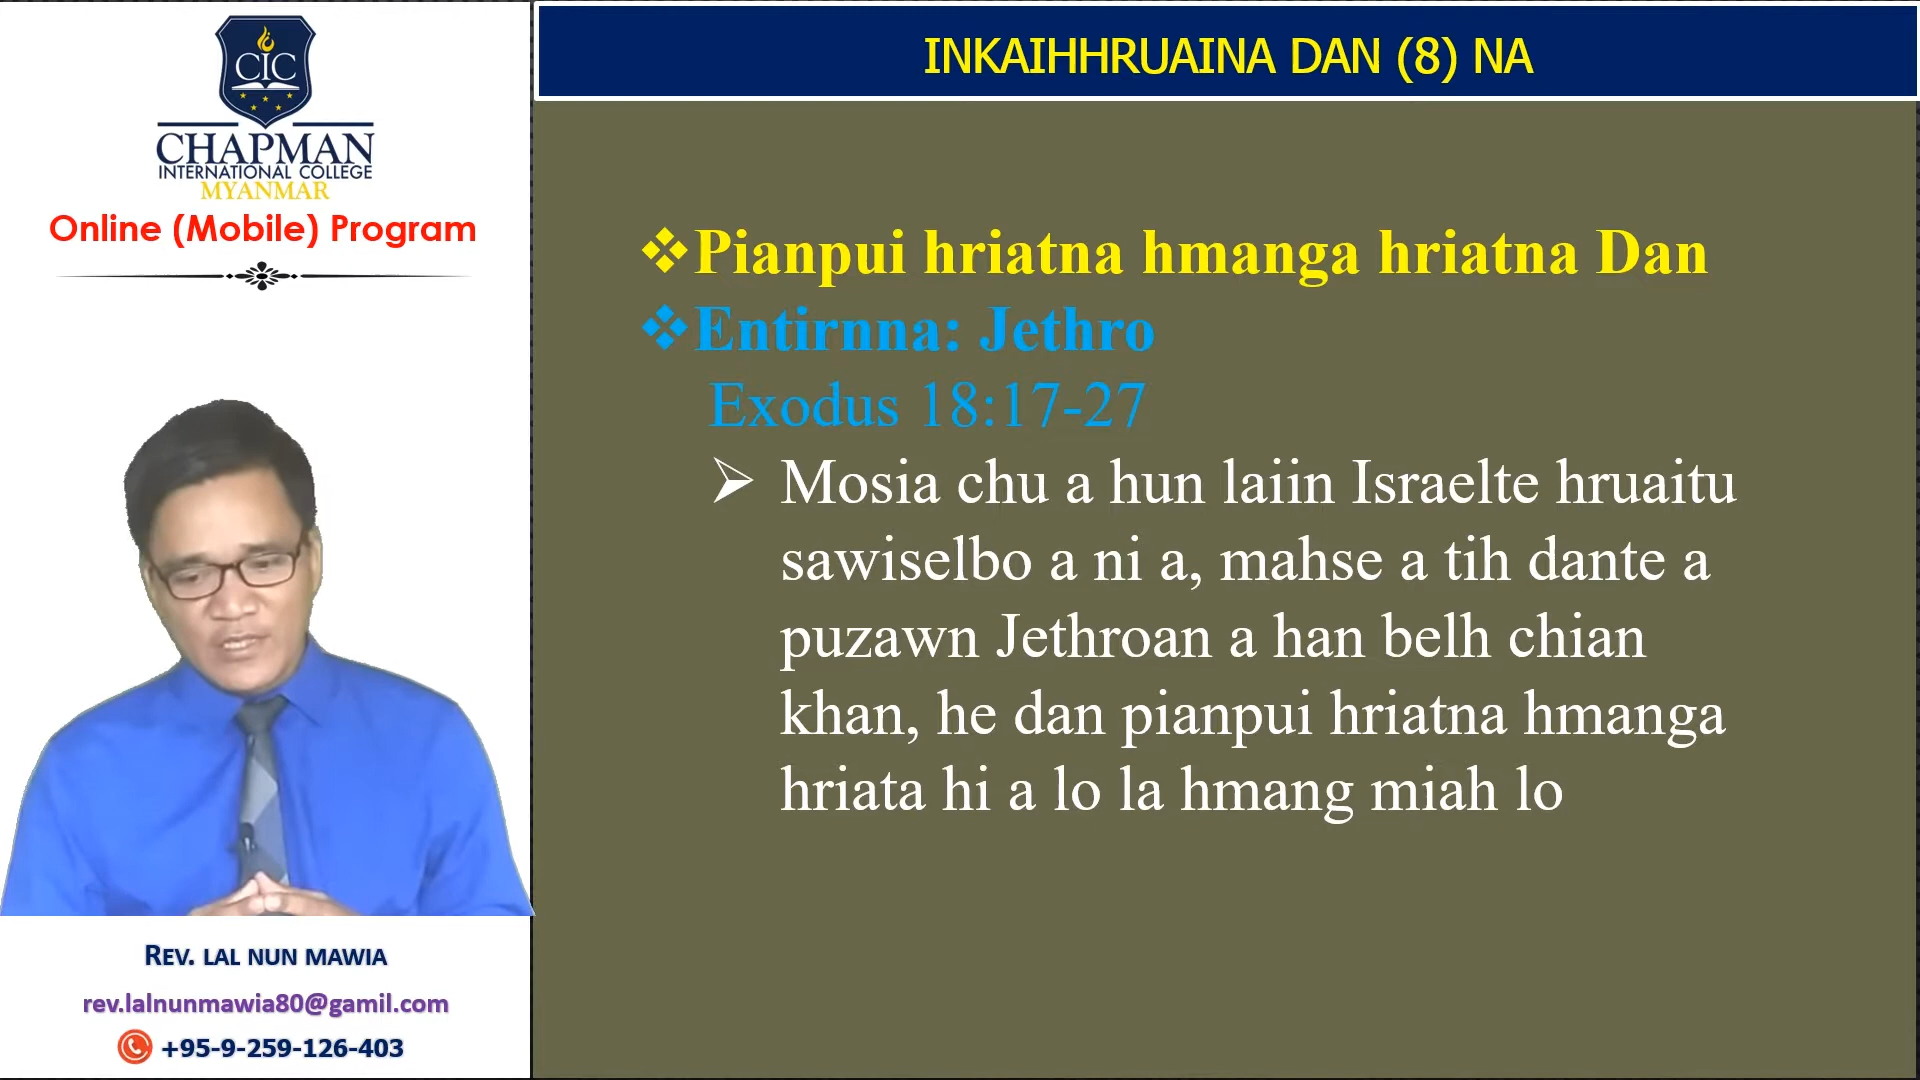 CIC
CHAPMAN
INTERNATIONAL COLLEGE
MYANMAR
Online (Mobile) Program
REV. LAL NUN MAWIA
rev.lalnunmawia80@gamil.com
+95-9-259-126-403
INKAIHHRUAINA DAN (8) NA
Pianpui hriatna hmanga hriatna Dan
Entirnna: Jethro
Exodus 18:17-27
Mosia chu a hun laiin Israelte hruaitu
sawiselbo a ni a, mahse a tih dante a
puzawn Jethroan a han belh chian
khan, he dan pianpui hriatna hmanga
hriata hi a lo la hmang miah lo